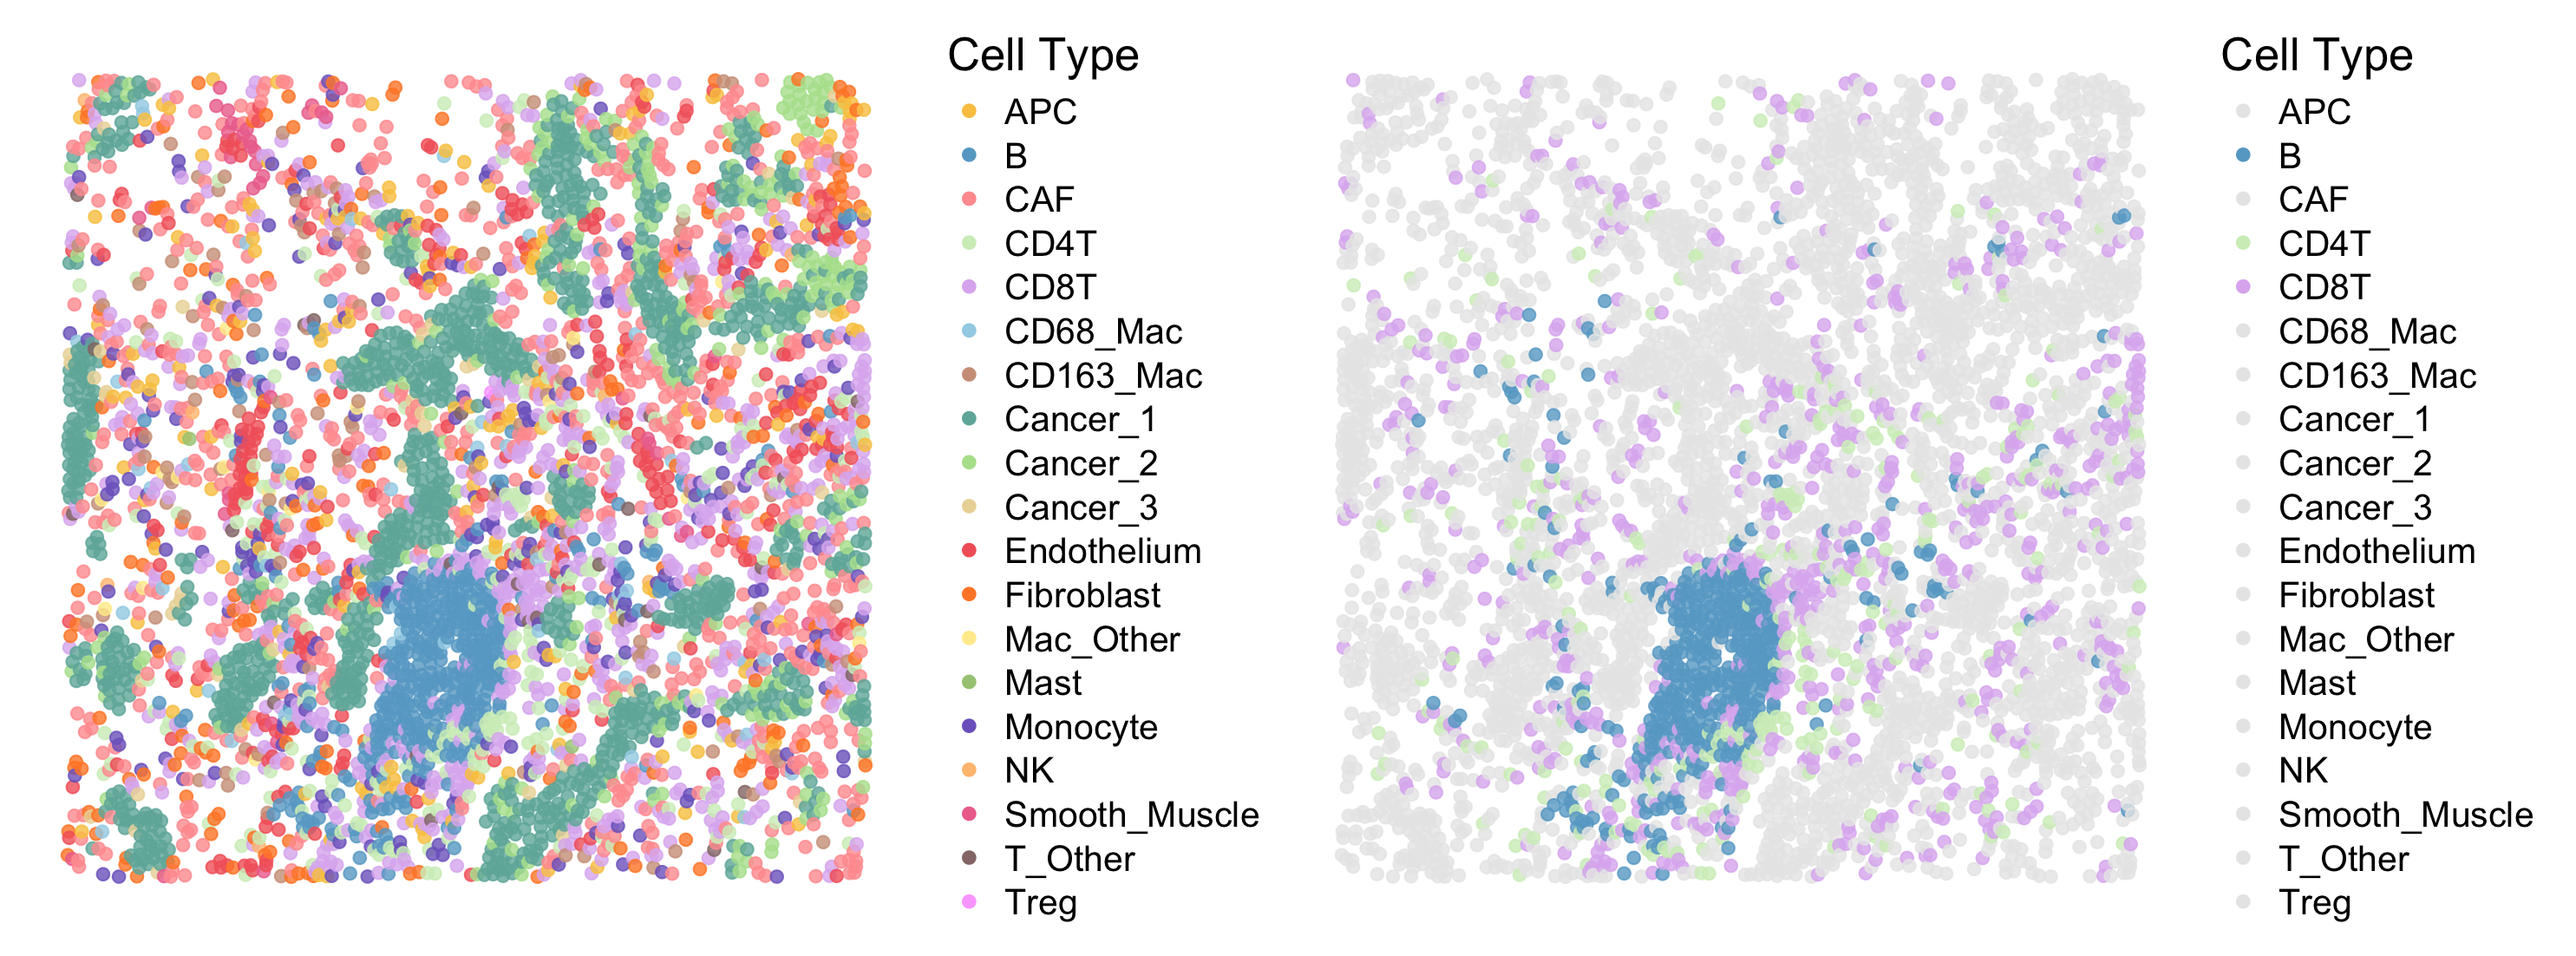 Cell Type
APC
B
CAF
CD4T
CD8T
CD68_Mac
CD163_Mac
Cancer_1
Cancer_2
Cancer_3
Endothelium
Fibroblast
Mac_Other
Mast
Monocyte
NK
Smooth_Muscle
T_Other
Treg
Cell Type
APC
B
CAF
CD4T
CD8T
CD68_Mac
CD163_Mac
Cancer_1
Cancer_2
Cancer_3
Endothelium
Fibroblast
Mac_Other
Mast
Monocyte
NK
Smooth_Muscle
T_Other
Treg